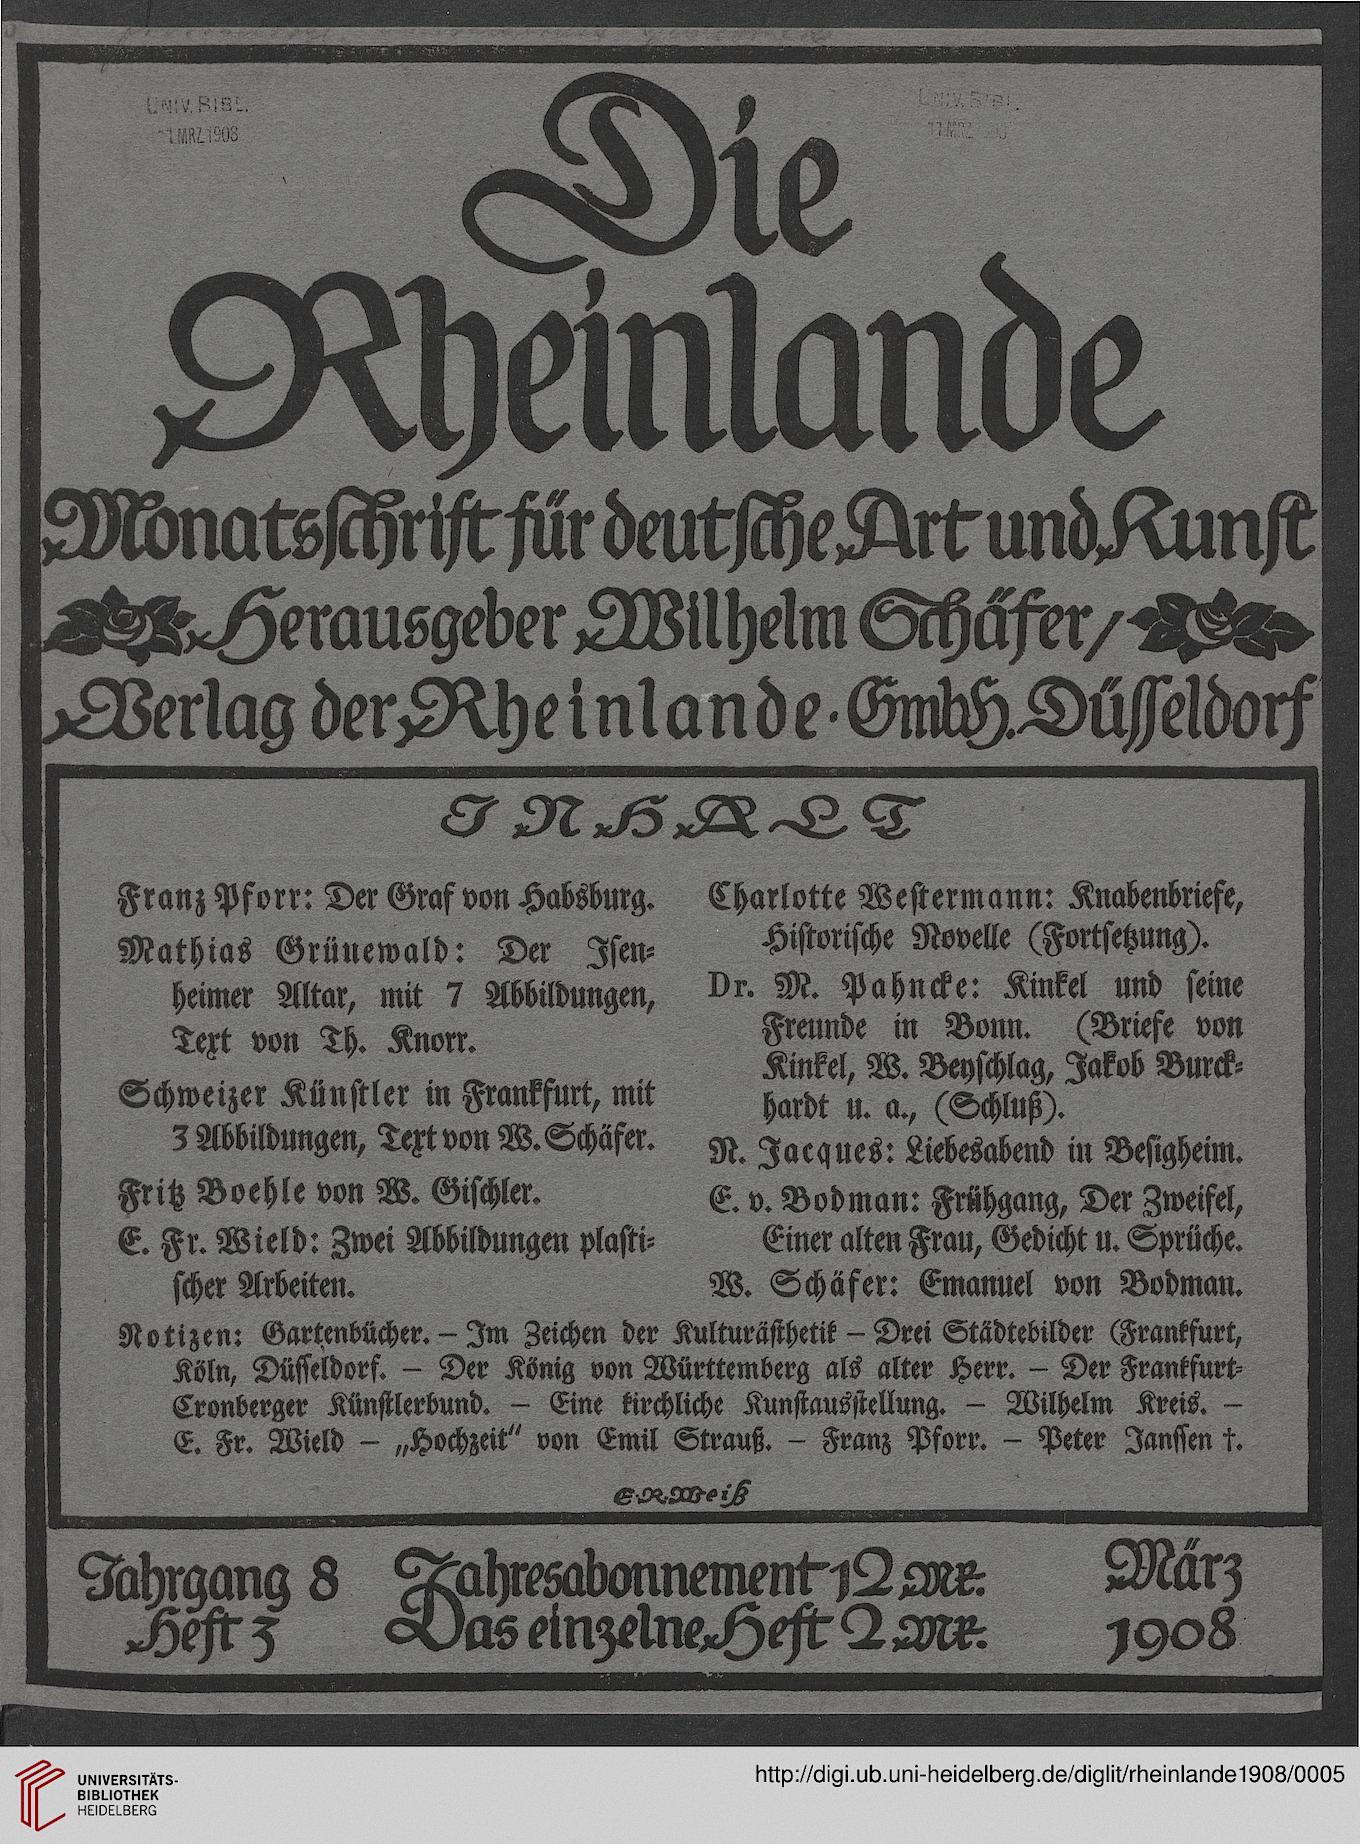 UNIV. BIBL.
MRZ 1908
Die
Rheinlande
Monatsschrift für deutsche Art und Kunst
Herausgeber Wilhelm Schäfer /
Verlag der Rheinlande · GmbH. Düsseldorf
INHALT
Franz Pforr: Der Graf von Habsburg.
Mathias Grünewald: Der Isen-
heimer Altar, mit 7 Abbildungen,
Text von Th. Knorr.
Schweizer Künstler in Frankfurt, mit
3 Abbildungen, Text von W. Schäfer.
Fritz Boehle von W. Gischler.
E. Fr. Wield: Zwei Abbildungen plasti-
scher Arbeiten.
Charlotte Westermann: Knabenbriefe,
Historische Novelle (Fortsetzung).
Dr. M. Pahncke: Kinkel und seine
Freunde in Bonn. (Briefe von
Kinkel, W. Beyschlag, Jakob Burck-
hardt u. a., (Schluß).
N. Jacques: Liebesabend in Besigheim.
E. v. Bodman: Frühgang, Der Zweifel,
Einer alten Frau, Gedicht u. Sprüche.
W. Schäfer: Emanuel von Bodman.
Notizen: Gartenbücher. – Im Zeichen der Kulturästhetik – Drei Städtebilder (Frankfurt,
Köln, Düsseldorf. – Der König von Württemberg als alter Herr. – Der Frankfurt-
Cronberger Künstlerbund. – Eine kirchliche Kunstausstellung. – Wilhelm Kreis. –
E. Fr. Wield – „Hochzeit“ von Emil Strauß. – Franz Pforr. – Peter Janssen †.
E·R·Weiß
Jahrgang 8
Heft 3
Jahresabonnement 12 Mk.
Das einzelne Heft 2 Mk.
März
1908
UNIVERSITÄTS-
BIBLIOTHEK
HEIDELBERG
http://digi.ub.uni-heidelberg.de/diglit/rheinlande1908/0005